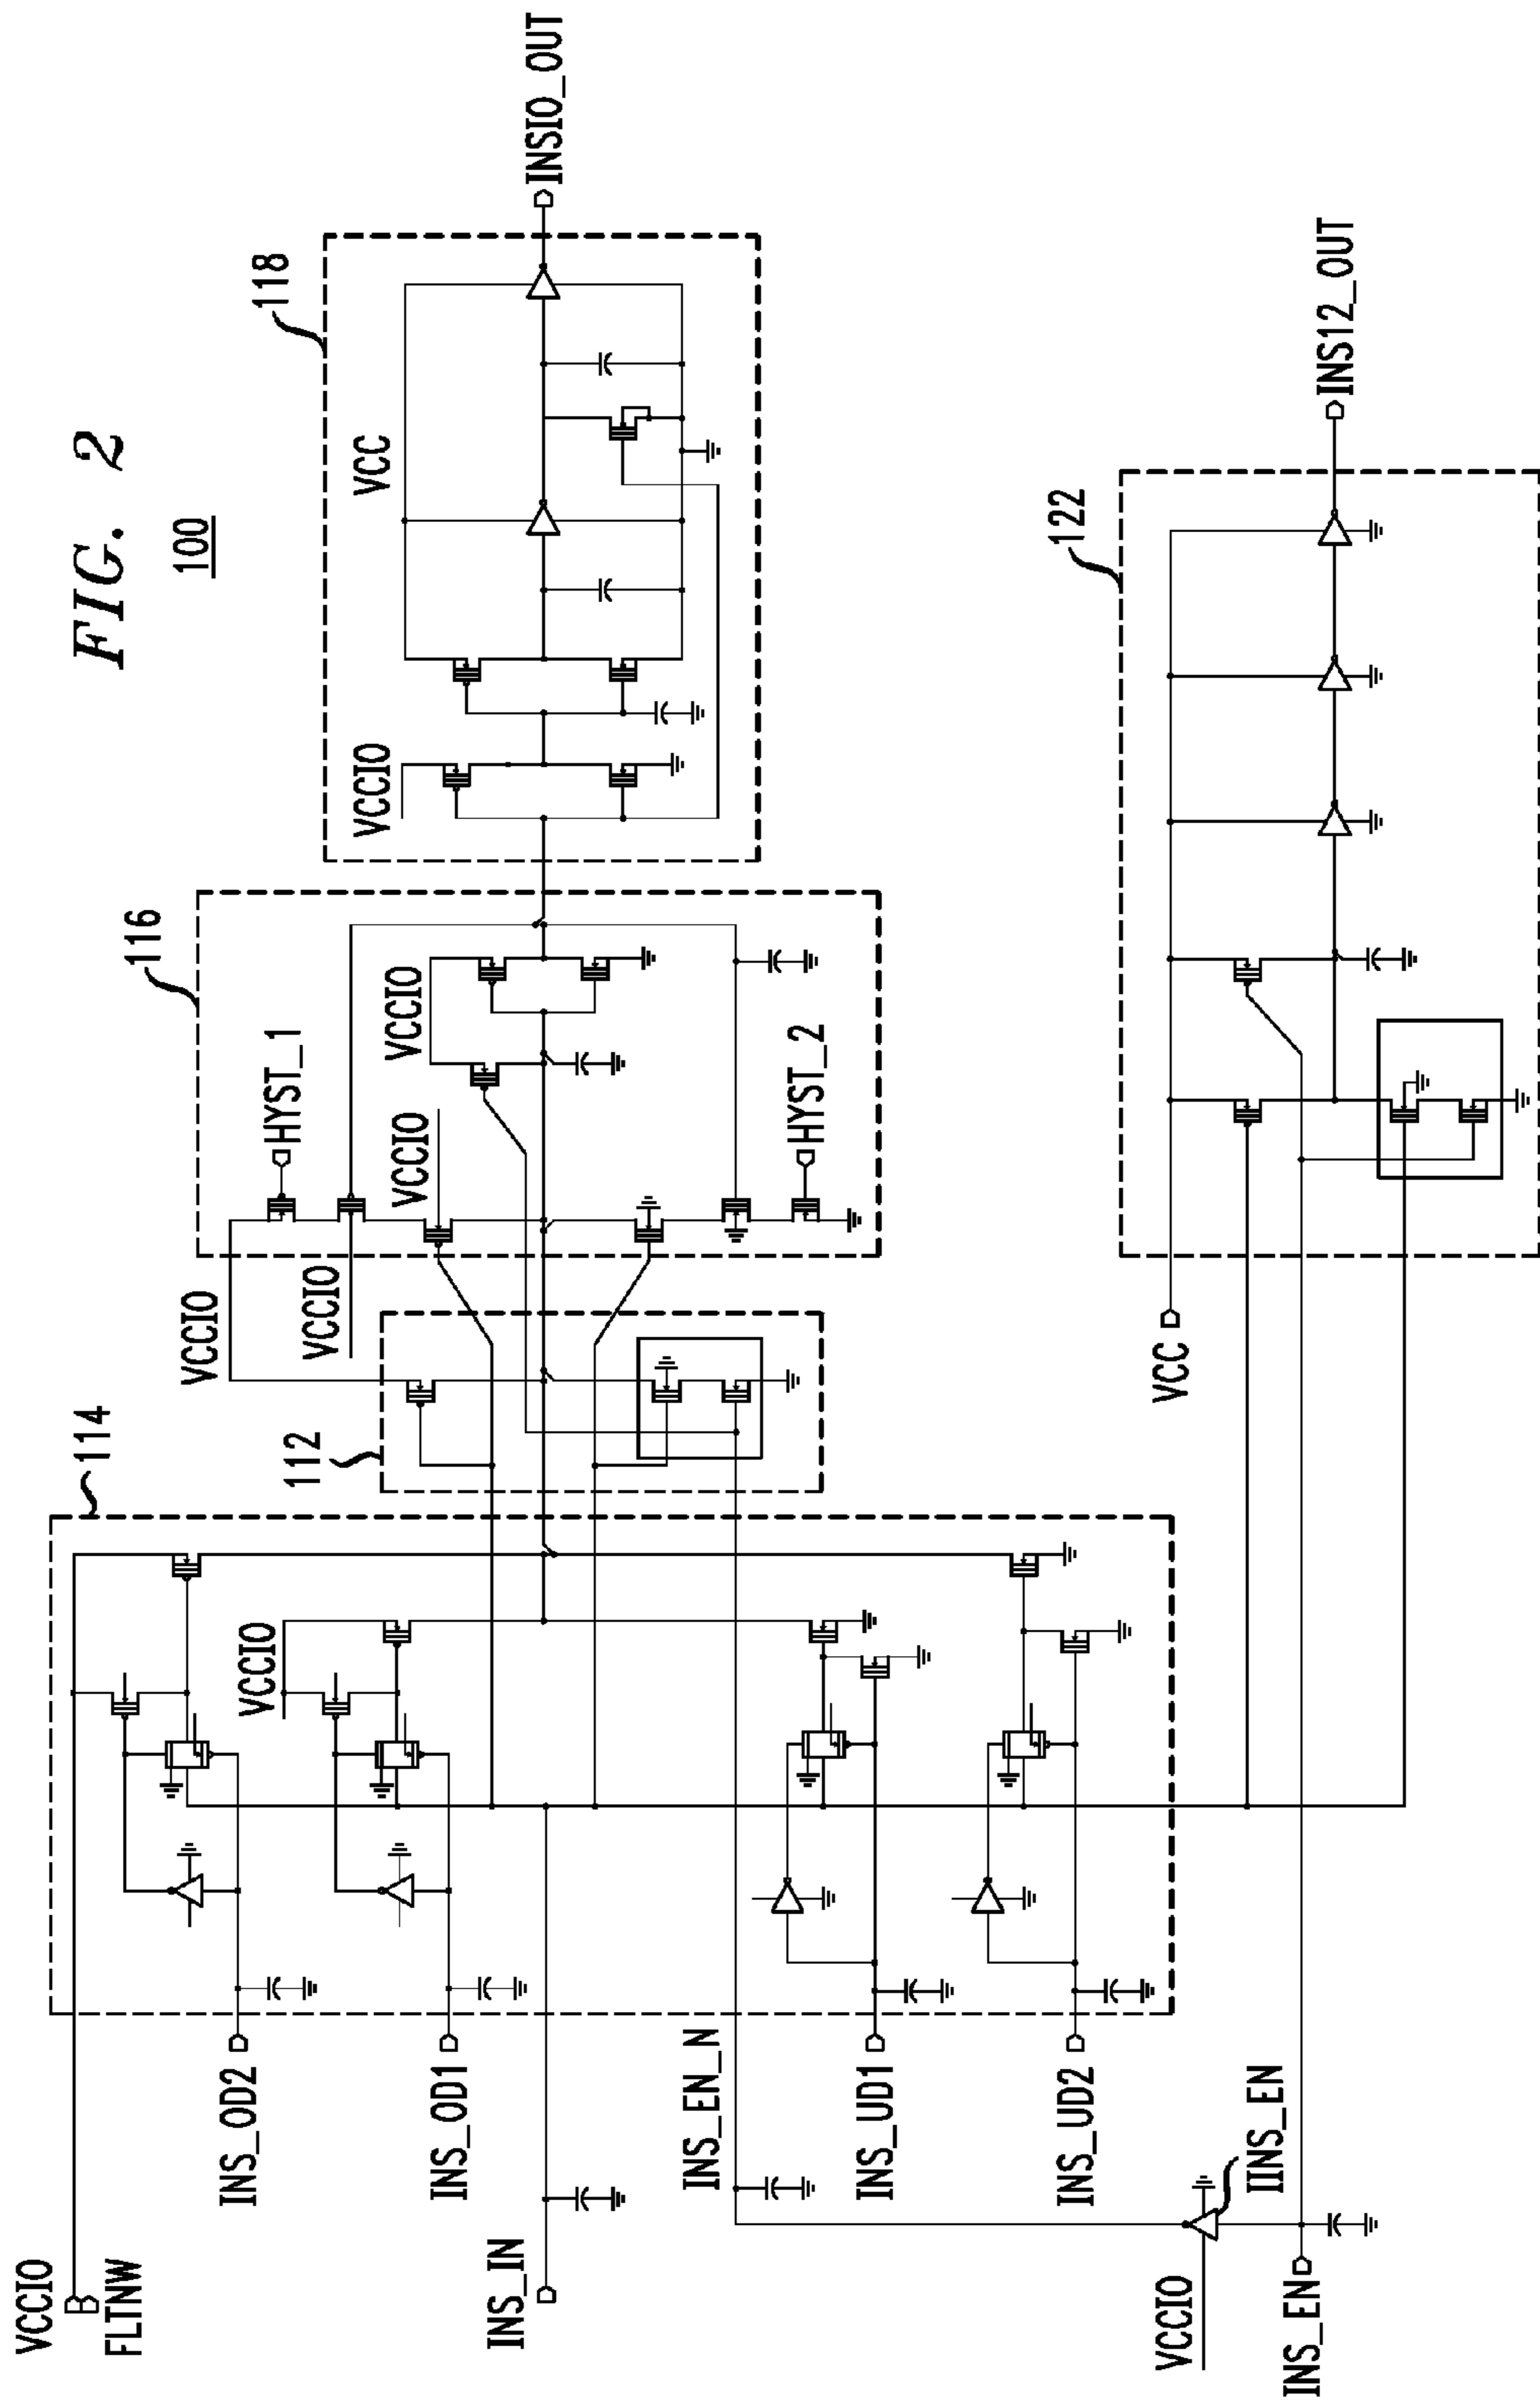 FIG. 2
100
VCCIO
FLTNW
INS_OD2
INS_OD1
INS_IN
INS_EN_N
INS_UD1
INS_UD2
VCCIO
IINS_EN
INS_EN
114
VCCIO
112
VCCIO
VCCIO
116
HYST_1
VCCIO
VCCIO
HYST_2
118
VCCIO
VCC
INSIO_OUT
VCC
122
INS12_OUT